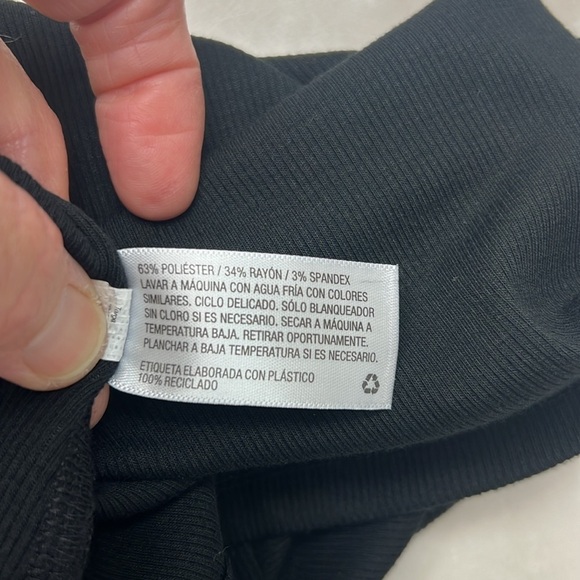 63% POLIÉSTER / 34% RAYÓN / 3% SPANDEX
LAVAR A MÁQUINA CON AGUA FRÍA CON COLORES
SIMILARES. CICLO DELICADO. SÓLO BLANQUEADOR
SIN CLORO SI ES NECESARIO. SECAR A MÁQUINA A
TEMPERATURA BAJA. RETIRAR OPORTUNAMENTE.
PLANCHAR A BAJA TEMPERATURA SI ES NECESARIO.
ETIQUETA ELABORADA CON PLÁSTICO
100% RECICLADO